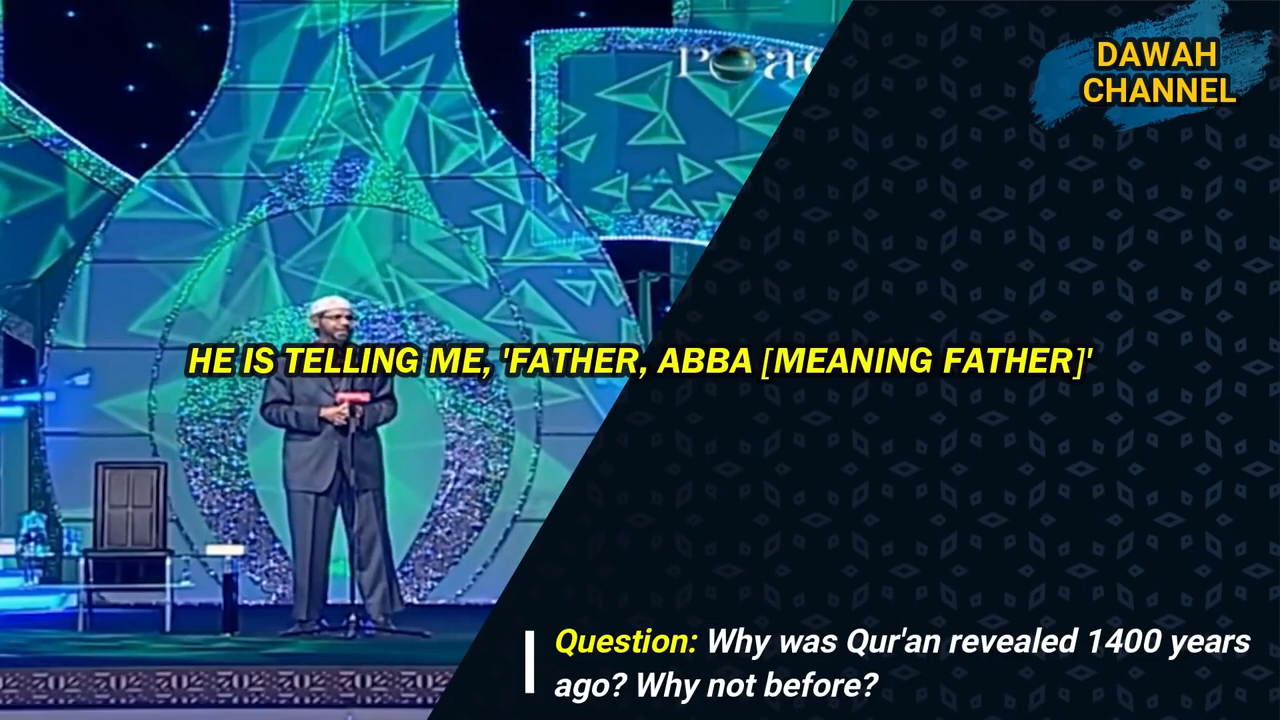 DAWAH
CHANNEL
HE IS TELLING ME, 'FATHER, ABBA [MEANING FATHER]'
Question: Why was Qur'an revealed 1400 years
ago? Why not before?